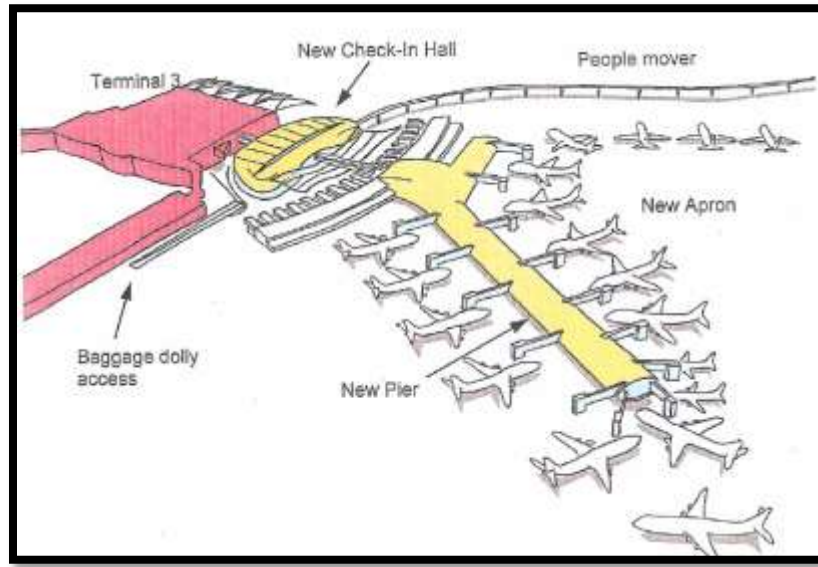 New Check-In Hall
Terminal 3
People mover
New Apron
Baggage dolly
access
New Pier